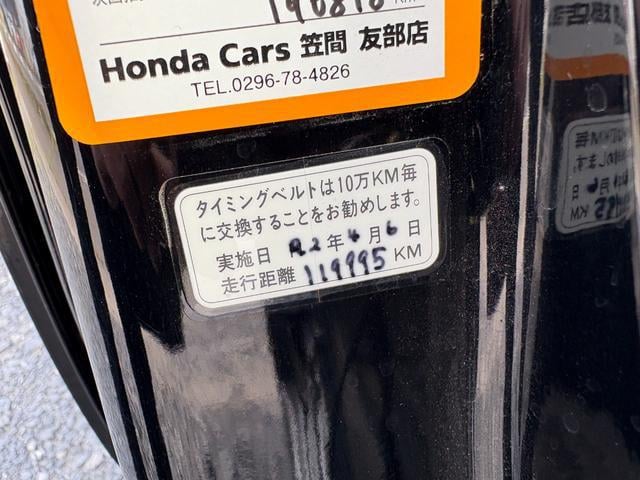 Honda Cars 笠間 友部店
TEL.0296-78-4826
タイミングベルトは10万KM毎
に交換することをお勧めします。
実施日 R2年4月6日
走行距離 119995KM